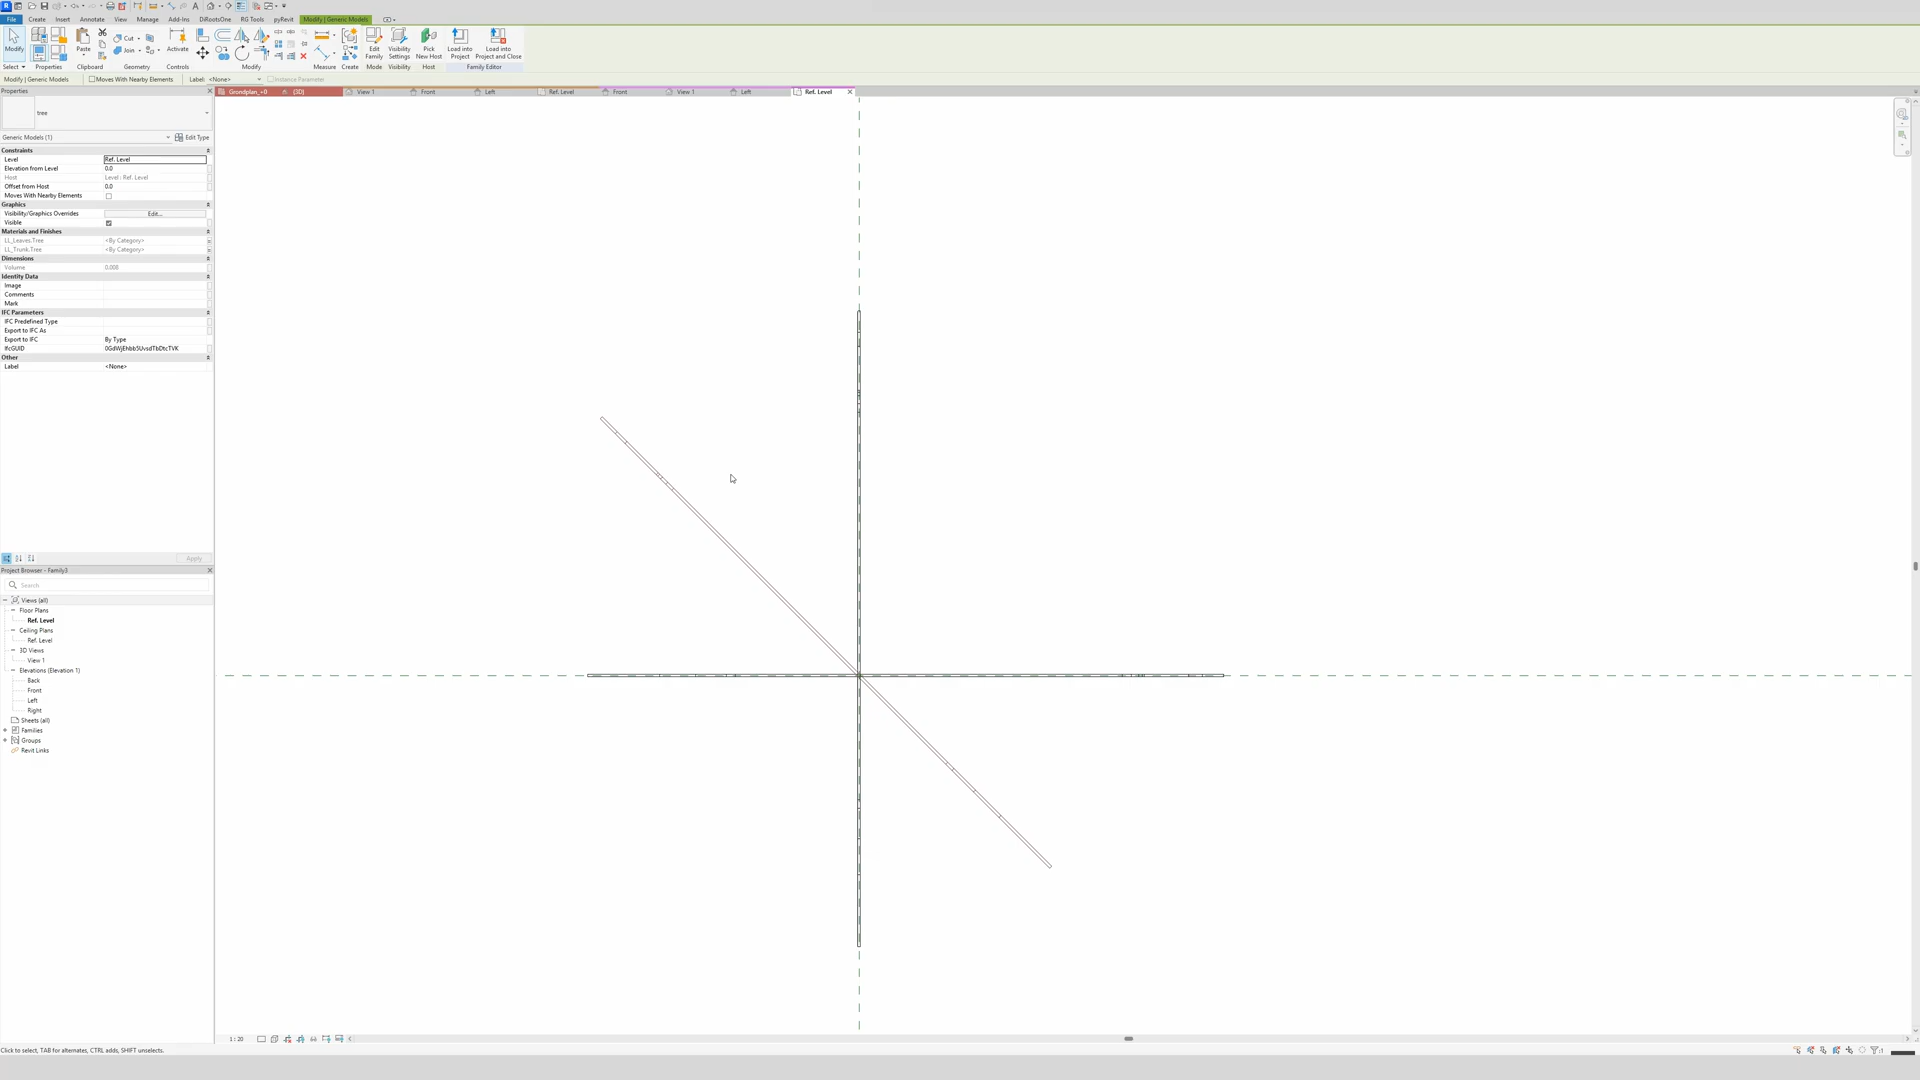 File Create Insert Annotate View Manage Add-Ins DiRootsOne RG Tools pyRevit Modify | Generic Models
Modify Paste Cut Join Activate Edit Family Visibility Settings Pick New Host Load into Project Load into Project and Close
Select Properties Clipboard Geometry Controls Modify Measure Create Mode Visibility Host Family Editor
Modify | Generic Models Moves With Nearby Elements Label: <None> Instance Parameter
Properties
Grondplan_+0 (3D) View 1 Front Left Ref. Level Front View 1 Left Ref. Level
tree
Generic Models (1) Edit Type
Constraints
Level Ref. Level
Elevation from Level 0.0
Host Level : Ref. Level
Offset from Host 0.0
Moves With Nearby Elements
Graphics
Visibility/Graphics Overrides Edit...
Visible
Materials and Finishes
LL_Leaves.Tree <By Category>
LL_Trunk.Tree <By Category>
Dimensions
Volume 0.008
Identity Data
Image
Comments
Mark
IFC Parameters
IFC Predefined Type
Export to IFC As
Export to IFC By Type
IfcGUID
Other
Label <None>
Apply
Project Browser - Family3
Search
Views (all)
Floor Plans
Ref. Level
Ceiling Plans
Ref. Level
3D Views
View 1
Elevations (Elevation 1)
Back
Front
Left
Right
Sheets (all)
Families
Groups
Revit Links
1 : 20
Click to select, TAB for alternates, CTRL adds, SHIFT unselects.